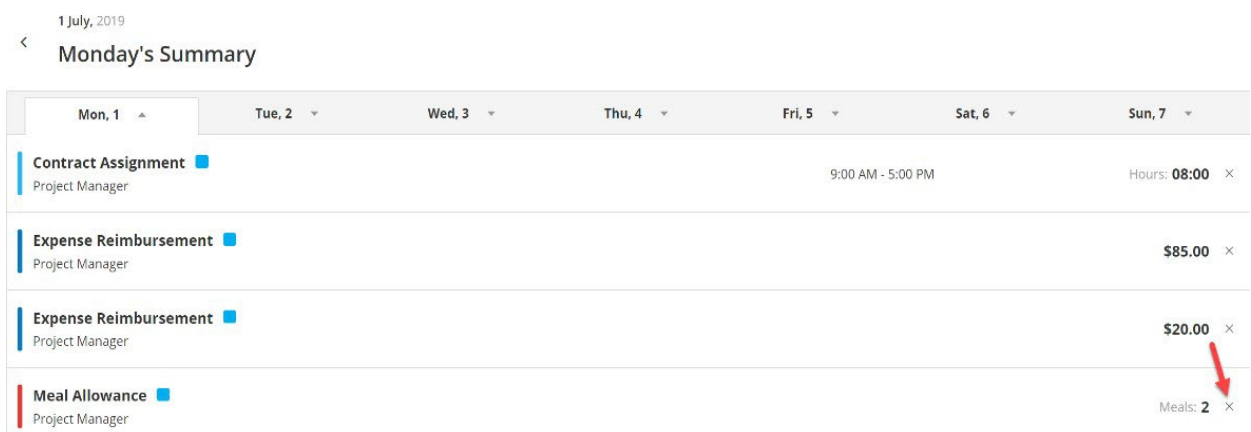 1 July, 2019
Monday's Summary
Mon, 1 Tue, 2 Wed, 3 Thu, 4 Fri, 5 Sat, 6 Sun, 7
Contract Assignment
Project Manager
9:00 AM - 5:00 PM
Hours: 08:00
Expense Reimbursement
Project Manager
$85.00
Expense Reimbursement
Project Manager
$20.00
Meal Allowance
Project Manager
Meals: 2